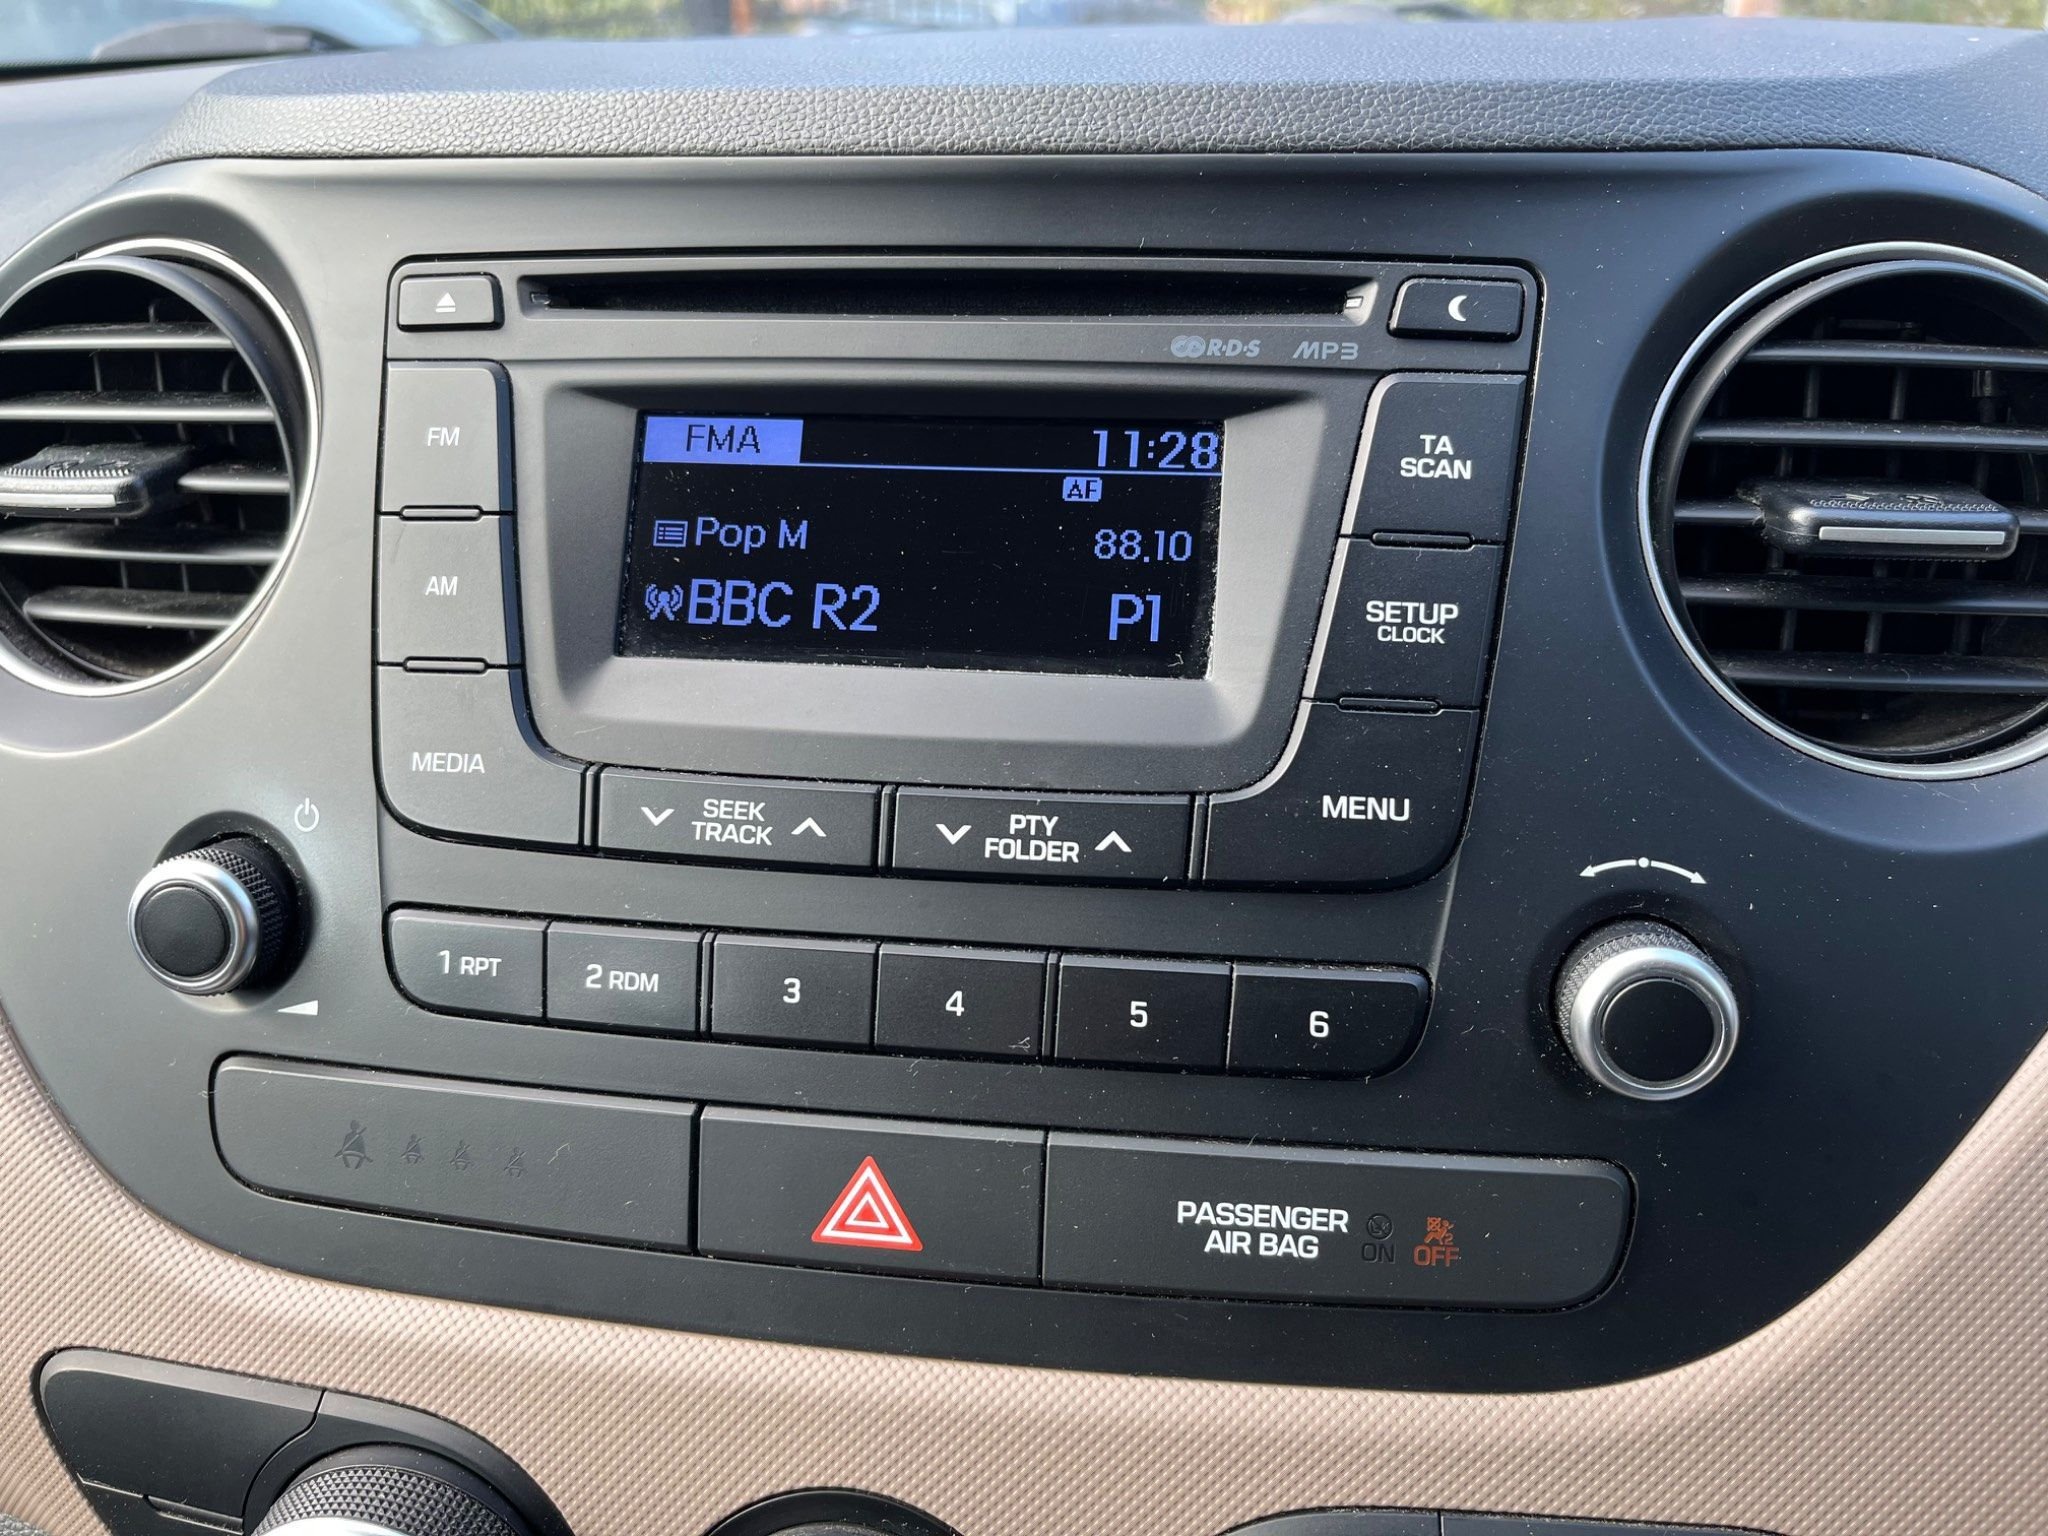 R·D·S MP3
FM
FMA 11:28
AF
TA
SCAN
Pop M 88.10
AM
BBC R2 P1
SETUP
CLOCK
MEDIA
SEEK
TRACK
PTY
FOLDER
MENU
1 RPT
2 RDM
3
4
5
6
PASSENGER
AIR BAG
ON
OFF